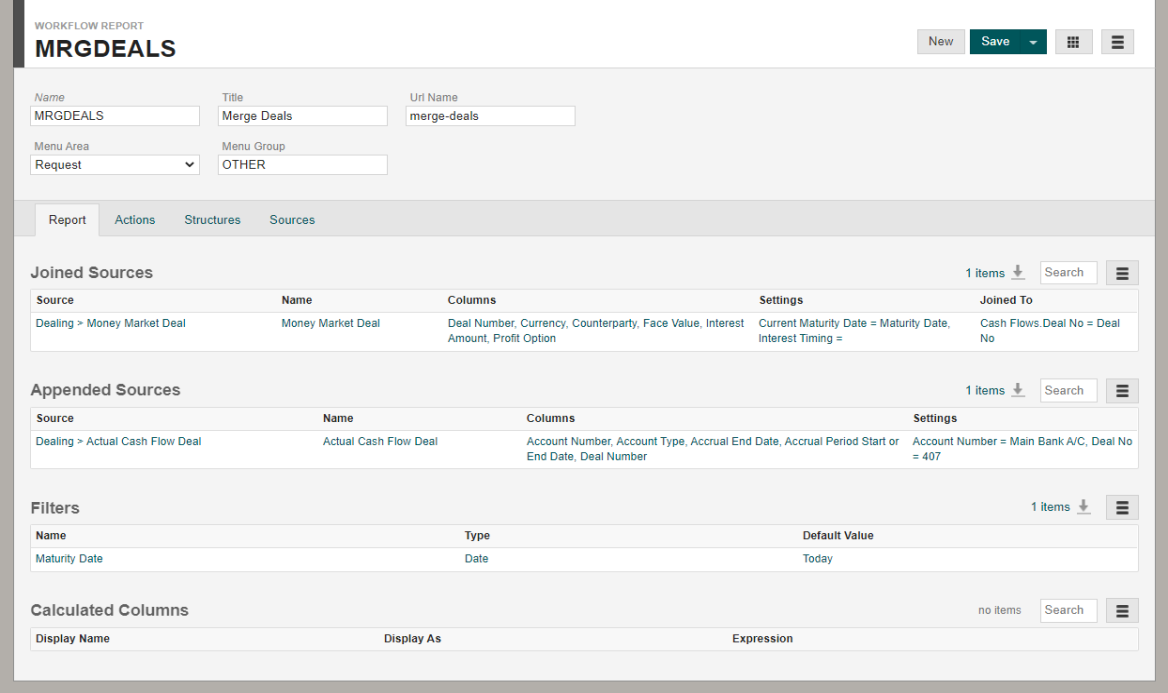 WORKFLOW REPORT
MRGDEALS
New Save
Name Title Url Name
MRGDEALS Merge Deals merge-deals
Menu Area Menu Group
Request OTHER
Report Actions Structures Sources
Joined Sources 1 items Search
Source Name Columns Settings Joined To
Dealing > Money Market Deal Money Market Deal Deal Number, Currency, Counterparty, Face Value, Interest Current Maturity Date = Maturity Date, Cash Flows.Deal No = Deal
Amount, Profit Option Interest Timing = No
Appended Sources 1 items Search
Source Name Columns Settings
Dealing > Actual Cash Flow Deal Actual Cash Flow Deal Account Number, Account Type, Accrual End Date, Accrual Period Start or Account Number = Main Bank A/C, Deal No
End Date, Deal Number = 407
Filters 1 items
Name Type Default Value
Maturity Date Date Today
Calculated Columns no items Search
Display Name Display As Expression